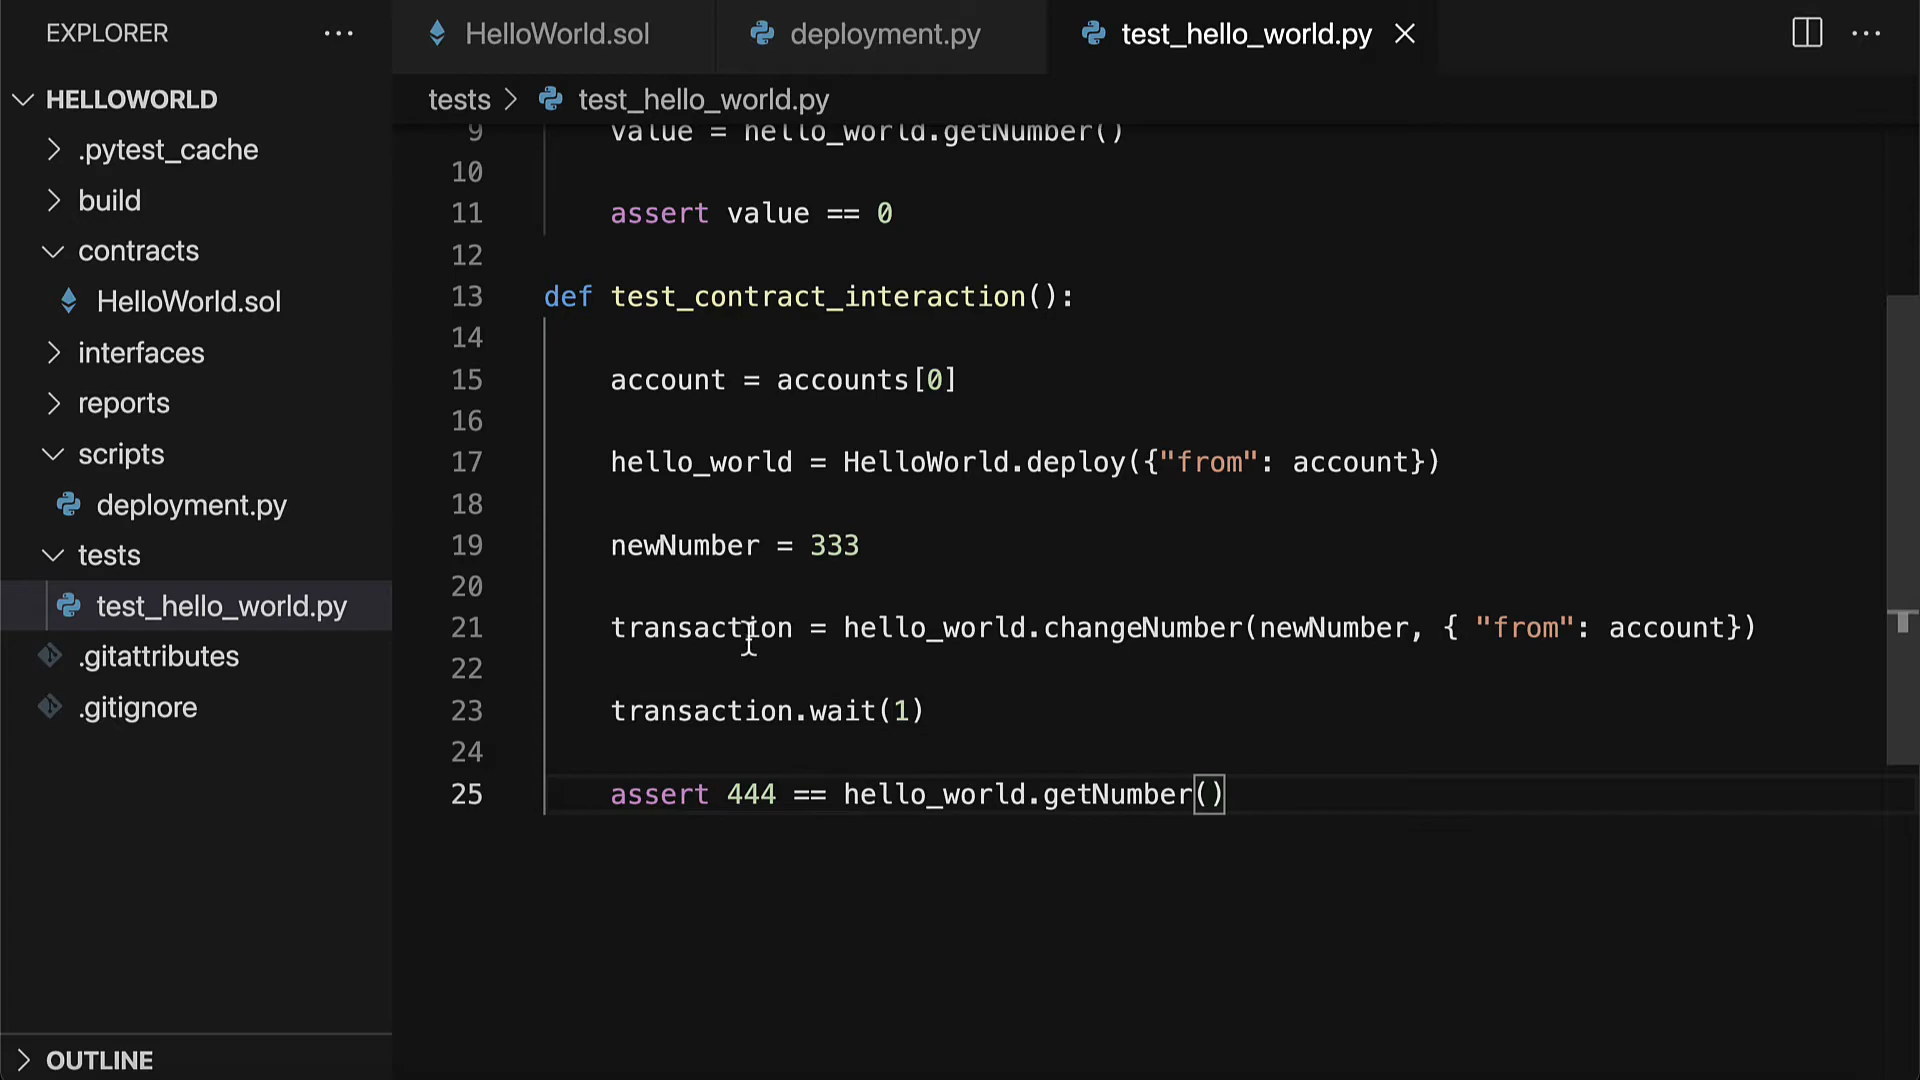 EXPLORER
HelloWorld.sol
deployment.py
test_hello_world.py
HELLOWORLD
.pytest_cache
build
contracts
HelloWorld.sol
interfaces
reports
scripts
deployment.py
tests
test_hello_world.py
.gitattributes
.gitignore
OUTLINE
tests > test_hello_world.py
9 value = hello_world.getNumber()
10
11 assert value == 0
12
13 def test_contract_interaction():
14
15 account = accounts[0]
16
17 hello_world = HelloWorld.deploy({"from": account})
18
19 newNumber = 333
20
21 transaction = hello_world.changeNumber(newNumber, { "from": account})
22
23 transaction.wait(1)
24
25 assert 444 == hello_world.getNumber()